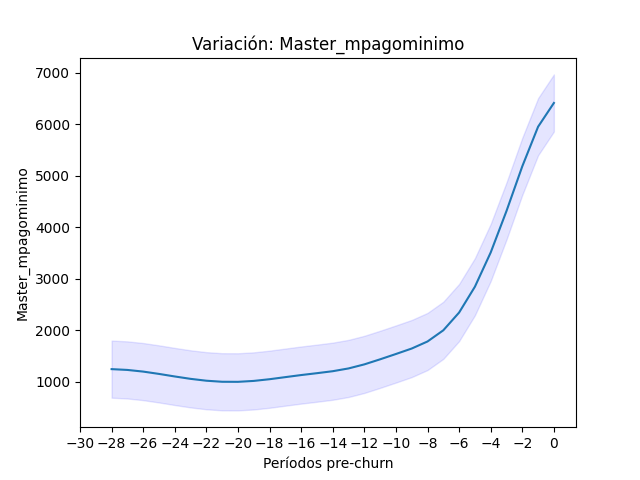 Variación: Master_mpagominimo
Master_mpagominimo
7000
6000
5000
4000
3000
2000
1000
−30 −28 −26 −24 −22 −20 −18 −16 −14 −12 −10 −8 −6 −4 −2 0
Períodos pre-churn